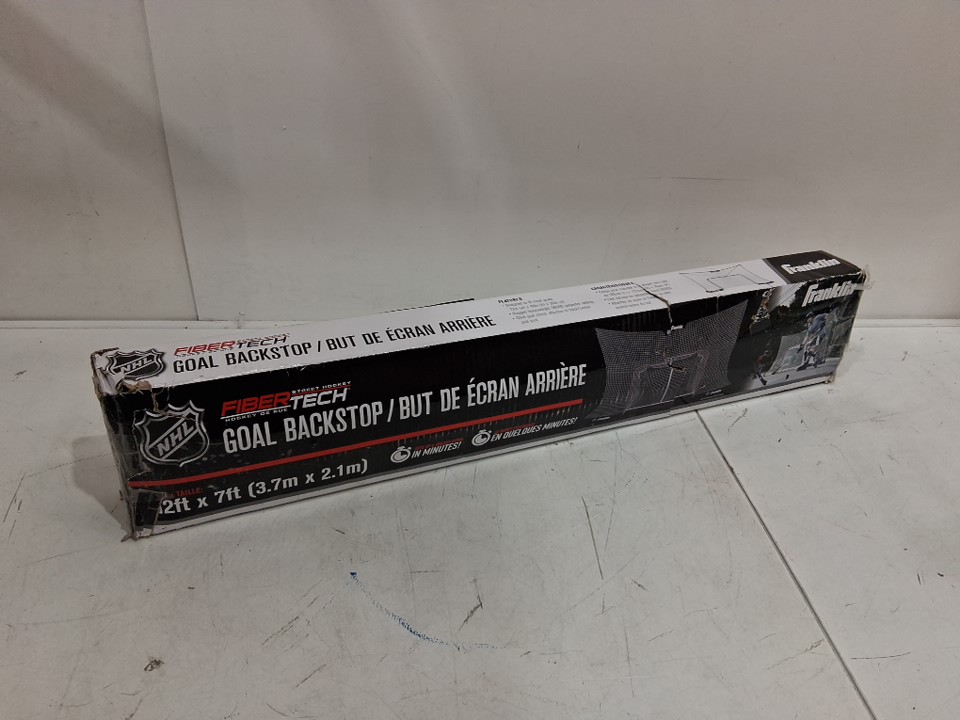 NHL
FIBERTECH
GOAL BACKSTOP / BUT DE ÉCRAN ARRIÈRE
Franklin
NHL
STREET HOCKEY
FIBERTECH
HOCKEY DE RUE
GOAL BACKSTOP / BUT DE ÉCRAN ARRIÈRE
IN MINUTES!
EN QUELQUES MINUTES!
TAILLE:
12ft x 7ft (3.7m x 2.1m)
Franklin